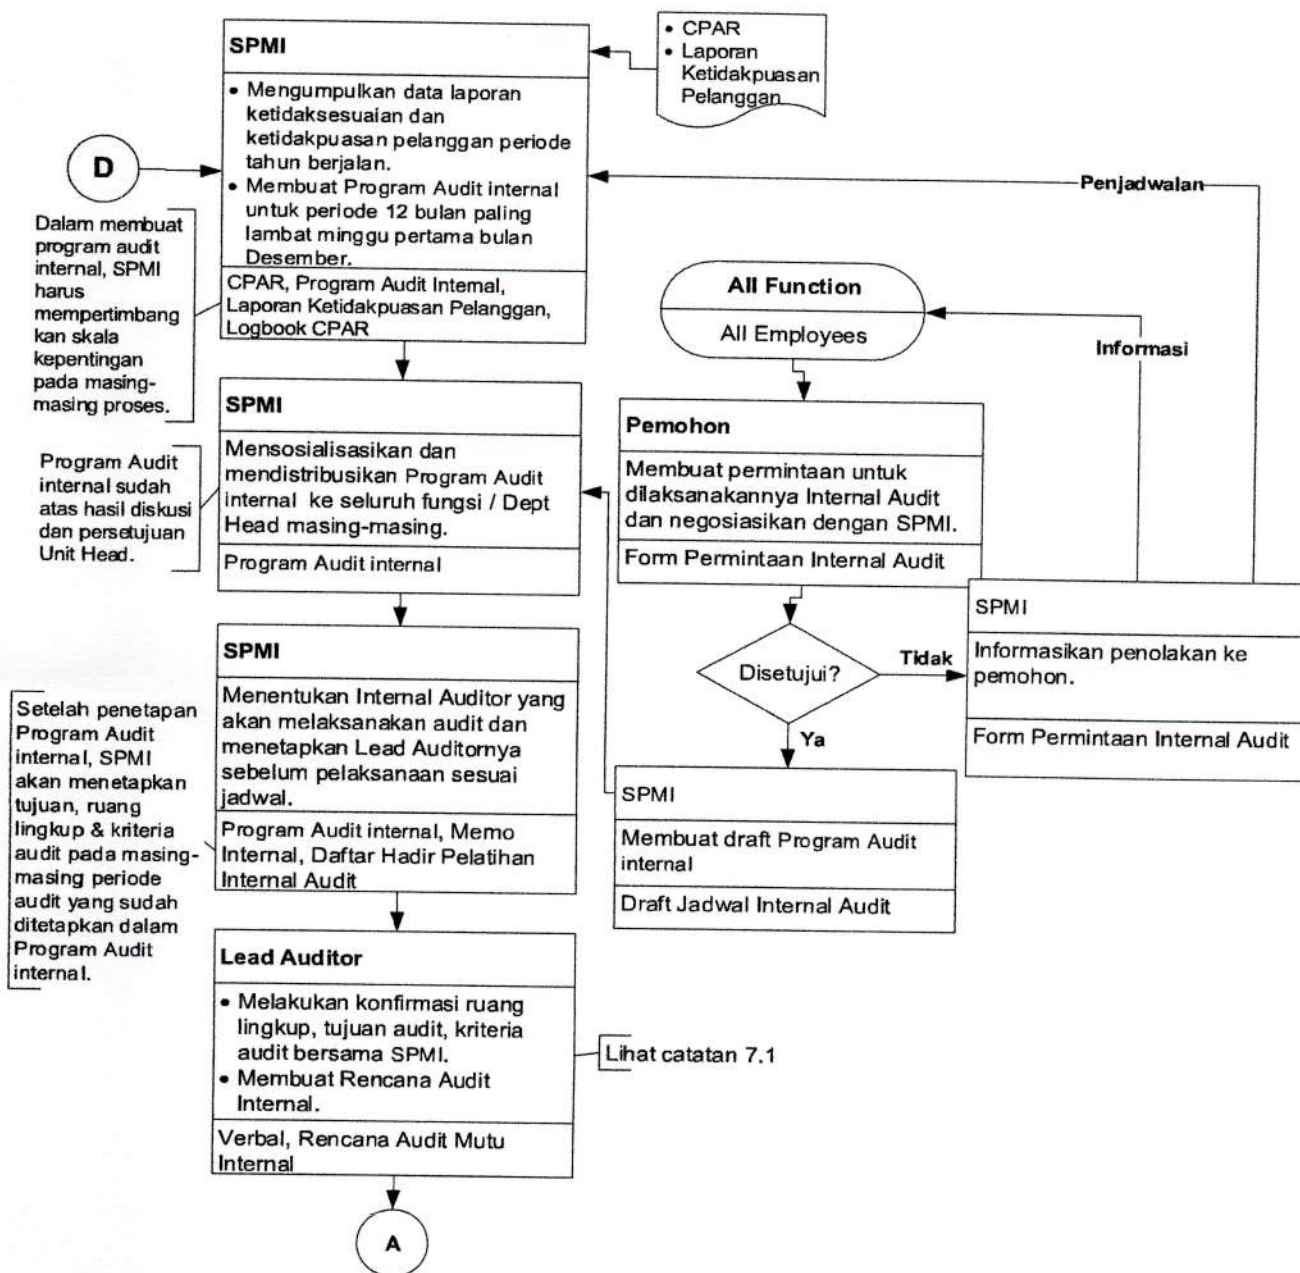 SPMI
• Mengumpulkan data laporan
ketidaksesuaian dan
ketidakpuasan pelanggan periode
tahun berjalan.
• Membuat Program Audit internal
untuk periode 12 bulan paling
lambat minggu pertama bulan
Desember.
CPAR, Program Audit Internal,
Laporan Ketidakpuasan Pelanggan,
Logbook CPAR
• CPAR
• Laporan
Ketidakpuasan
Pelanggan
D
Dalam membuat
program audit
internal, SPMI
harus
mempertimbang
kan skala
kepentingan
pada masing-
masing proses.
Penjadwalan
All Function
All Employees
Informasi
SPMI
Mensosialisasikan dan
mendistribusikan Program Audit
internal ke seluruh fungsi / Dept
Head masing-masing.
Program Audit internal
Program Audit
internal sudah
atas hasil diskusi
dan persetujuan
Unit Head.
Pemohon
Membuat permintaan untuk
dilaksanakannya Internal Audit
dan negosiasikan dengan SPMI.
Form Permintaan Internal Audit
Disetujui?
Tidak
Ya
SPMI
Informasikan penolakan ke
pemohon.
Form Permintaan Internal Audit
SPMI
Menentukan Internal Auditor yang
akan melaksanakan audit dan
menetapkan Lead Auditornya
sebelum pelaksanaan sesuai
jadwal.
Program Audit internal, Memo
Internal, Daftar Hadir Pelatihan
Internal Audit
Setelah penetapan
Program Audit
internal, SPMI
akan menetapkan
tujuan, ruang
lingkup & kriteria
audit pada masing-
masing periode
audit yang sudah
ditetapkan dalam
Program Audit
internal.
SPMI
Membuat draft Program Audit
internal
Draft Jadwal Internal Audit
Lead Auditor
• Melakukan konfirmasi ruang
lingkup, tujuan audit, kriteria
audit bersama SPMI.
• Membuat Rencana Audit
Internal.
Verbal, Rencana Audit Mutu
Internal
Lihat catatan 7.1
A